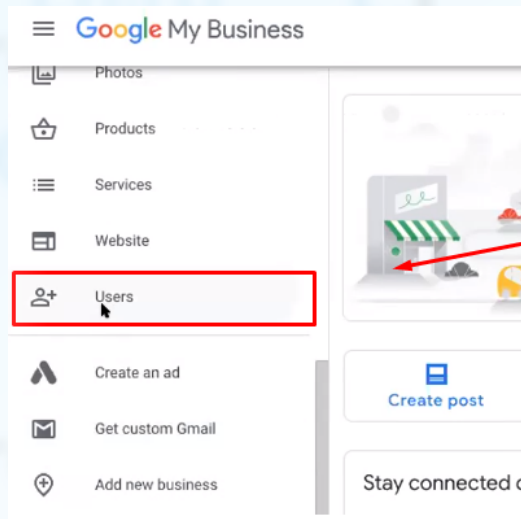 Google My Business
Photos
Products
Services
Website
Users
Create an ad
Get custom Gmail
Add new business
Create post
Stay connected